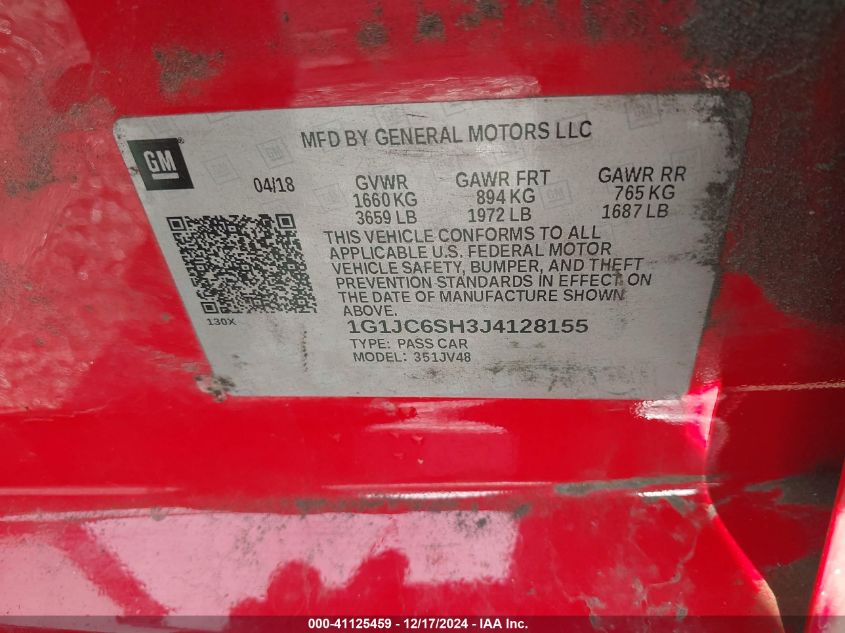 MFD BY GENERAL MOTORS LLC
GM
04/18
GVWR
1660 KG
3659 LB
GAWR FRT
894 KG
1972 LB
GAWR RR
765 KG
1687 LB
THIS VEHICLE CONFORMS TO ALL
APPLICABLE U.S. FEDERAL MOTOR
VEHICLE SAFETY, BUMPER, AND THEFT
PREVENTION STANDARDS IN EFFECT ON
THE DATE OF MANUFACTURE SHOWN
ABOVE.
130X
1G1JC6SH3J4128155
TYPE: PASS CAR
MODEL: 351JV48
000-41125459 - 12/17/2024 - IAA Inc.